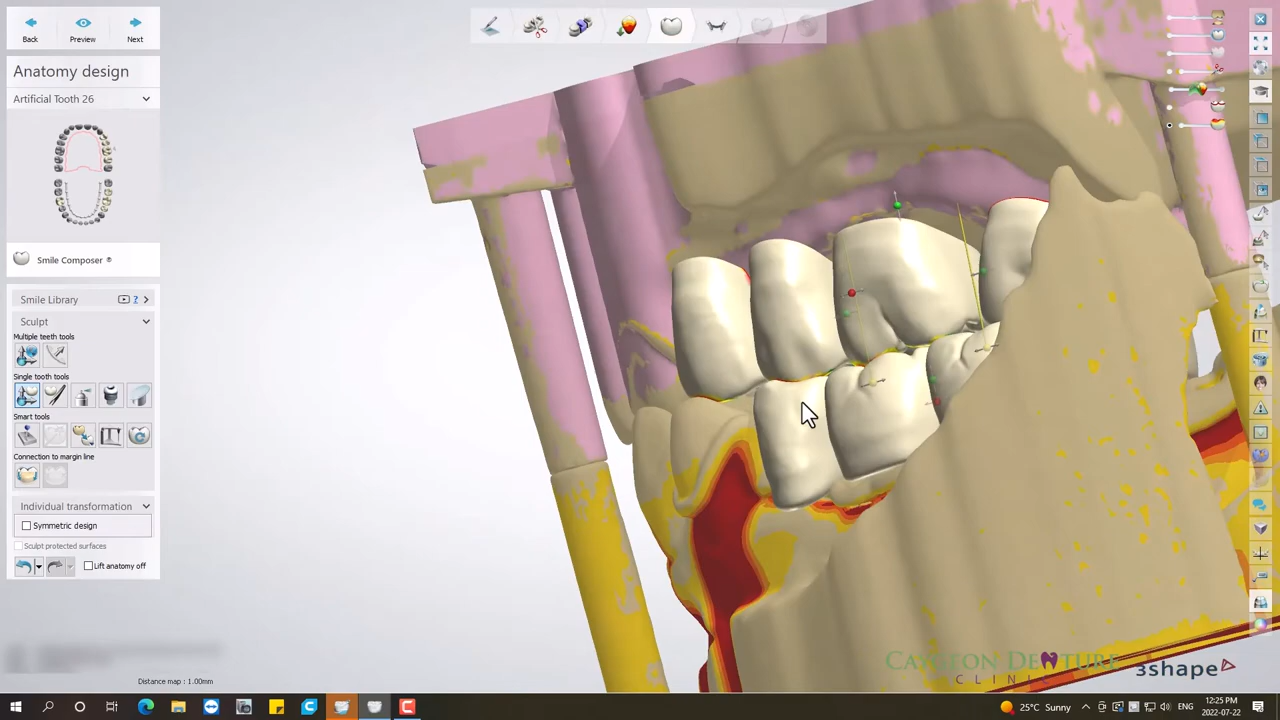 Back
Preview
Next
Anatomy design
Artificial Tooth 26
Smile Composer ®
Smile Library
?
Sculpt
Multiple teeth tools
Single tooth tools
Smart tools
Connection to margin line
Individual transformation
Symmetric design
Sculpt protected surfaces
Lift anatomy off
Distance map : 1.00mm
CLINIC
3shape
25°C Sunny
ENG
12:25 PM
2022-07-22